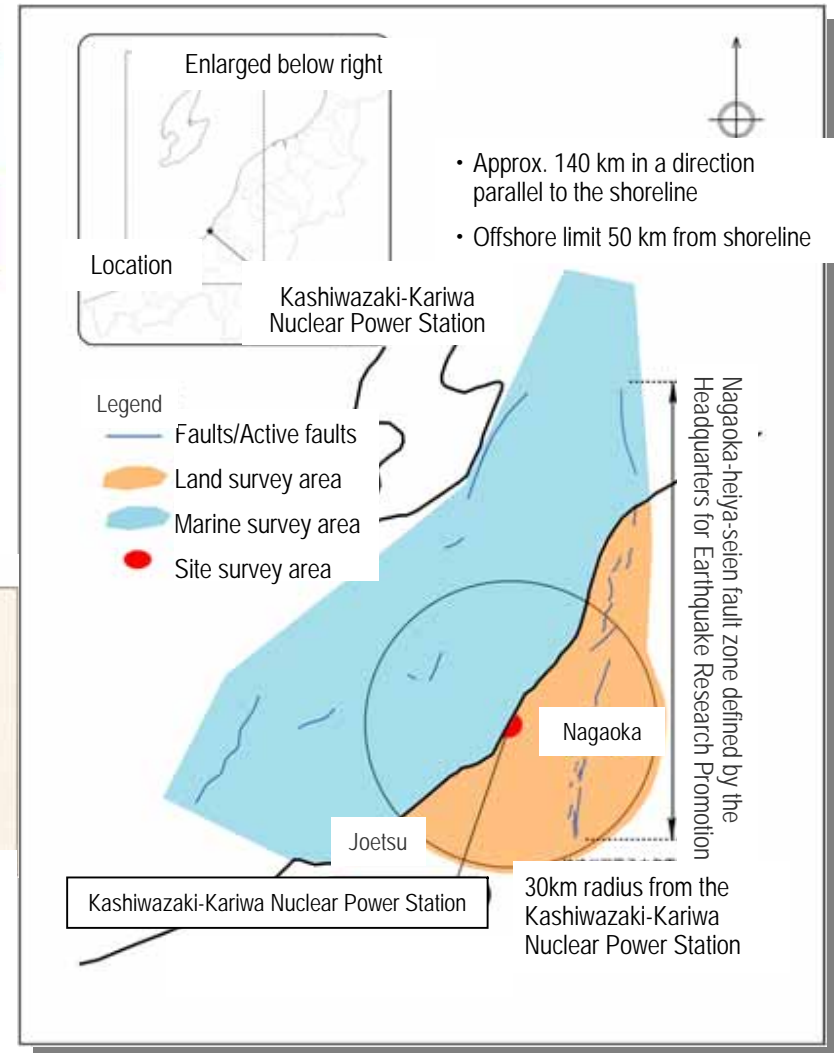 Enlarged below right
Location
Kashiwazaki-Kariwa
Nuclear Power Station
・Approx. 140 km in a direction
parallel to the shoreline
・Offshore limit 50 km from shoreline
Legend
Faults/Active faults
Land survey area
Marine survey area
Site survey area
Nagaoka-heiya-seien fault zone defined by the
Headquarters for Earthquake Research Promotion
Nagaoka
Joetsu
Kashiwazaki-Kariwa Nuclear Power Station
30km radius from the
Kashiwazaki-Kariwa
Nuclear Power Station